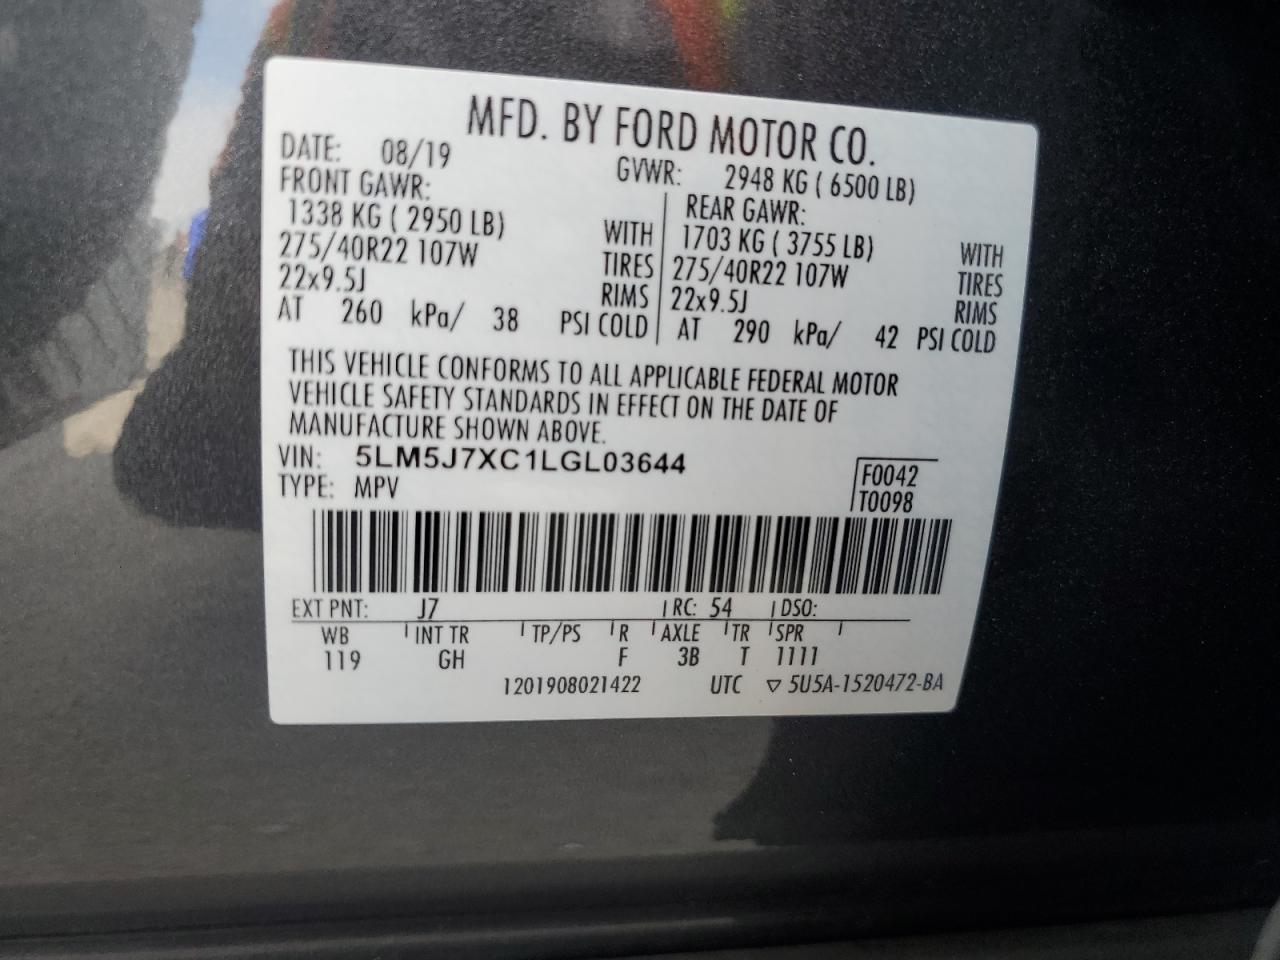 MFD. BY FORD MOTOR CO.
DATE: 08/19 GVWR: 2948 KG ( 6500 LB)
FRONT GAWR:
1338 KG ( 2950 LB) WITH
275/40R22 107W TIRES
22x9.5J RIMS
AT 260 kPa/ 38 PSI COLD
REAR GAWR:
1703 KG ( 3755 LB) WITH
275/40R22 107W TIRES
22x9.5J RIMS
AT 290 kPa/ 42 PSI COLD
THIS VEHICLE CONFORMS TO ALL APPLICABLE FEDERAL MOTOR
VEHICLE SAFETY STANDARDS IN EFFECT ON THE DATE OF
MANUFACTURE SHOWN ABOVE.
VIN: 5LM5J7XC1LGL03644
TYPE: MPV
F0042
T0098
EXT PNT: J7 RC: 54 DSO:
WB INT TR TP/PS R AXLE TR SPR
119 GH F 3B T 1111
1201908021422 UTC ▽ 5U5A-1520472-BA